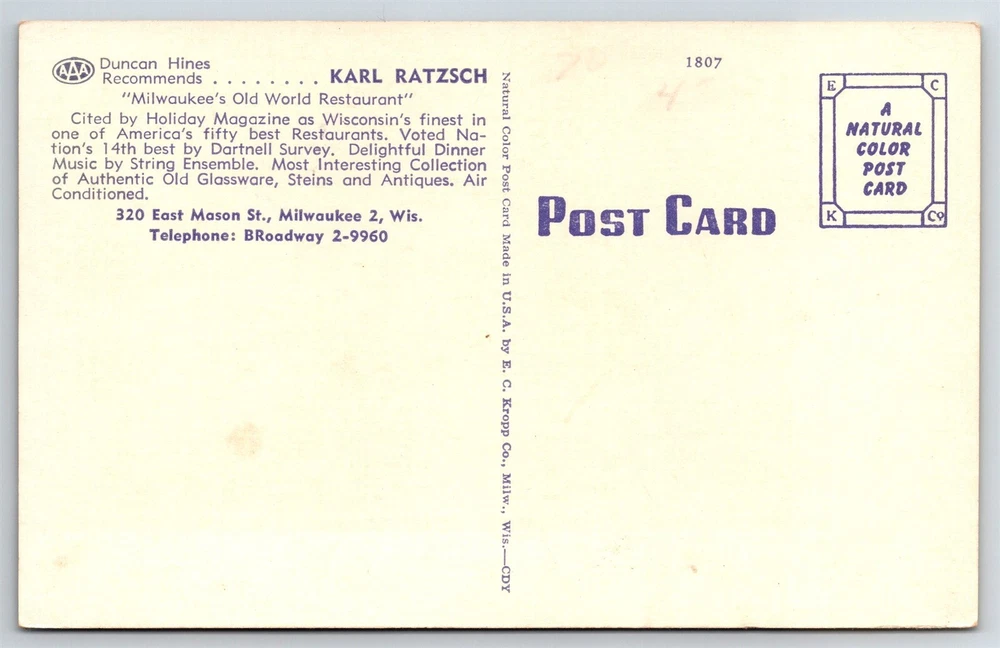 AAA
Duncan Hines
Recommends . . . . . . . . KARL RATZSCH
"Milwaukee's Old World Restaurant"
Cited by Holiday Magazine as Wisconsin's finest in
one of America's fifty best Restaurants. Voted Na-
tion's 14th best by Dartnell Survey. Delightful Dinner
Music by String Ensemble. Most Interesting Collection
of Authentic Old Glassware, Steins and Antiques. Air
Conditioned.
320 East Mason St., Milwaukee 2, Wis.
Telephone: BRoadway 2-9960
Natural Color Post Card Made in U.S.A. by E. C. Kropp Co., Milw., Wis.—CDY
1807
POST CARD
E C
A
NATURAL
COLOR
POST
CARD
K Co